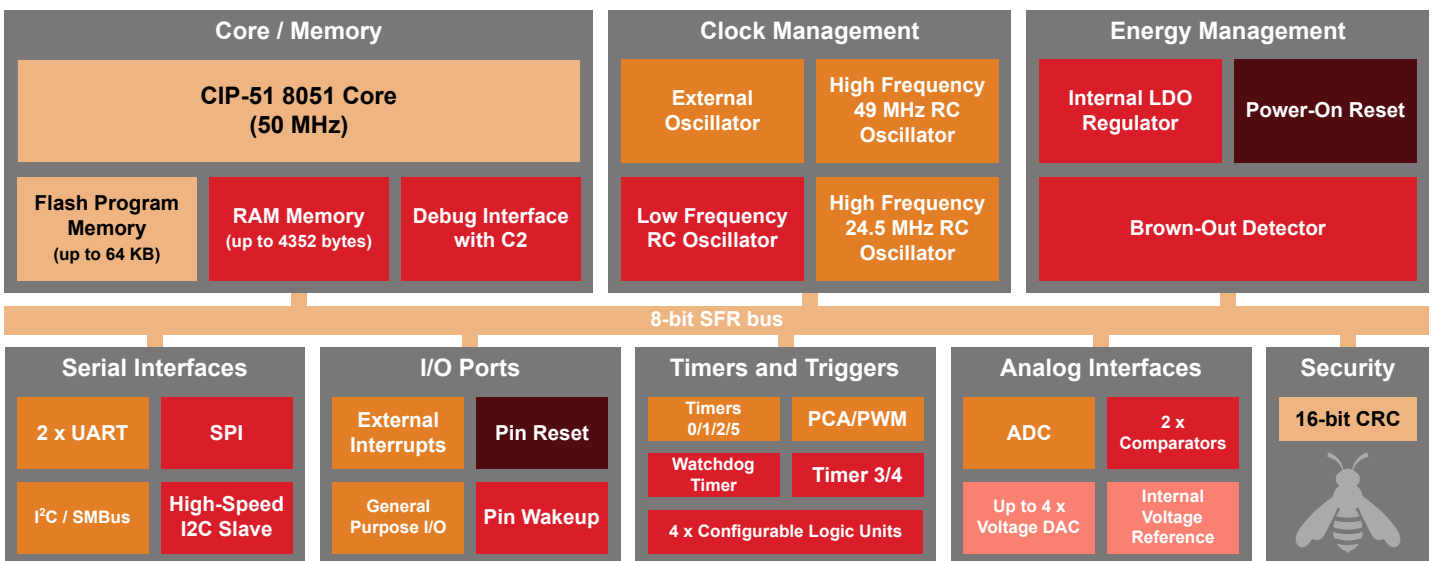 Core / Memory
CIP-51 8051 Core
(50 MHz)
Flash Program
Memory
(up to 64 KB)
RAM Memory
(up to 4352 bytes)
Debug Interface
with C2
Clock Management
External
Oscillator
High Frequency
49 MHz RC
Oscillator
Low Frequency
RC Oscillator
High Frequency
24.5 MHz RC
Oscillator
Energy Management
Internal LDO
Regulator
Power-On Reset
Brown-Out Detector
8-bit SFR bus
Serial Interfaces
2 x UART
SPI
I²C / SMBus
High-Speed
I2C Slave
I/O Ports
External
Interrupts
Pin Reset
General
Purpose I/O
Pin Wakeup
Timers and Triggers
Timers
0/1/2/5
PCA/PWM
Watchdog
Timer
Timer 3/4
4 x Configurable Logic Units
Analog Interfaces
ADC
2 x
Comparators
Up to 4 x
Voltage DAC
Internal
Voltage
Reference
Security
16-bit CRC